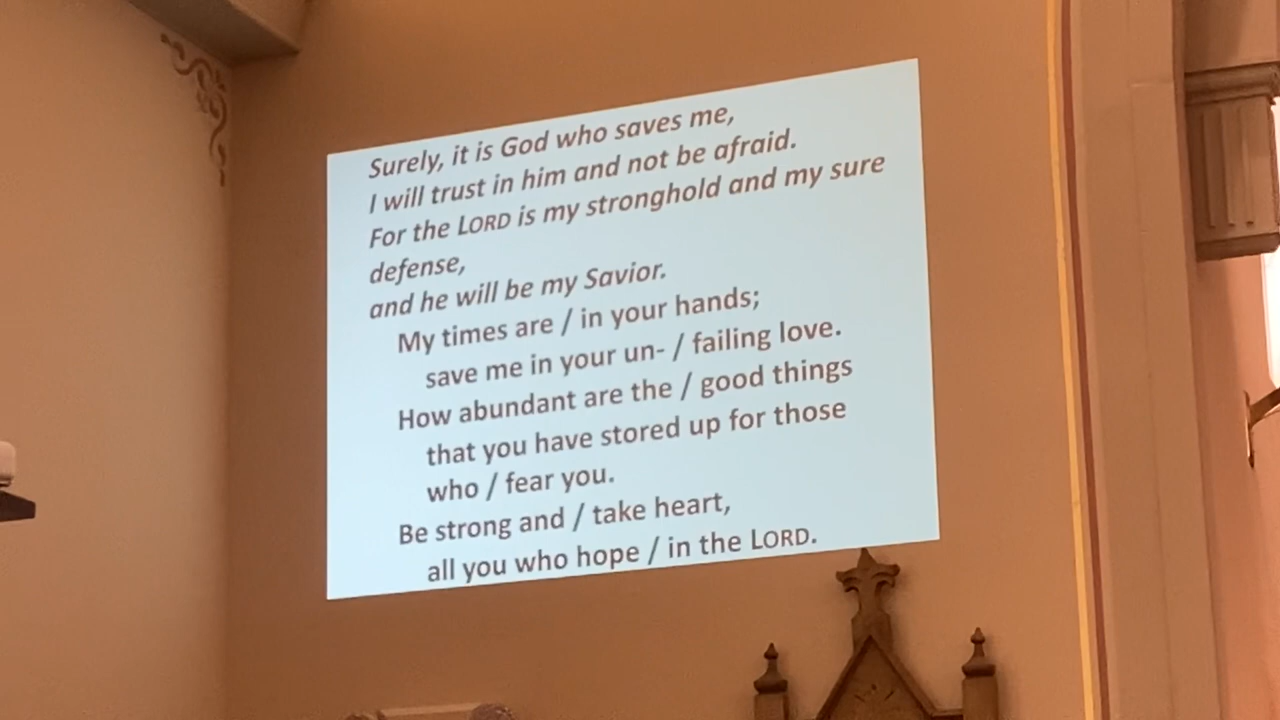 Surely, it is God who saves me,
I will trust in him and not be afraid.
For the LORD is my stronghold and my sure
defense,
and he will be my Savior.
My times are / in your hands;
save me in your un- / failing love.
How abundant are the / good things
that you have stored up for those
who / fear you.
Be strong and / take heart,
all you who hope / in the LORD.